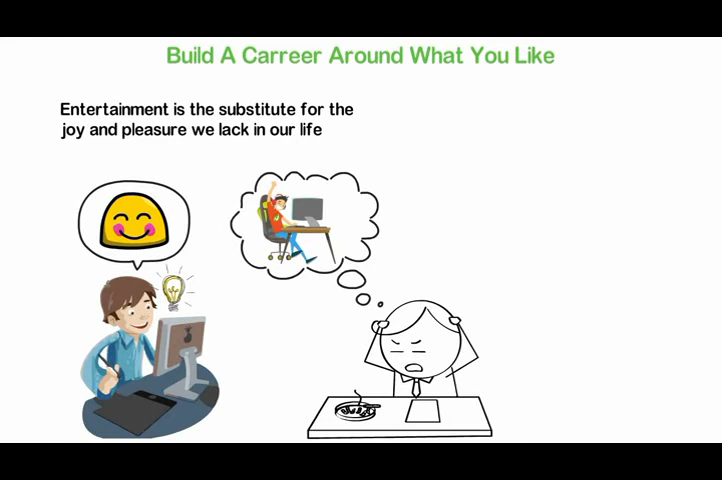 Build A Carreer Around What You Like
Entertainment is the substitute for the
joy and pleasure we lack in our life